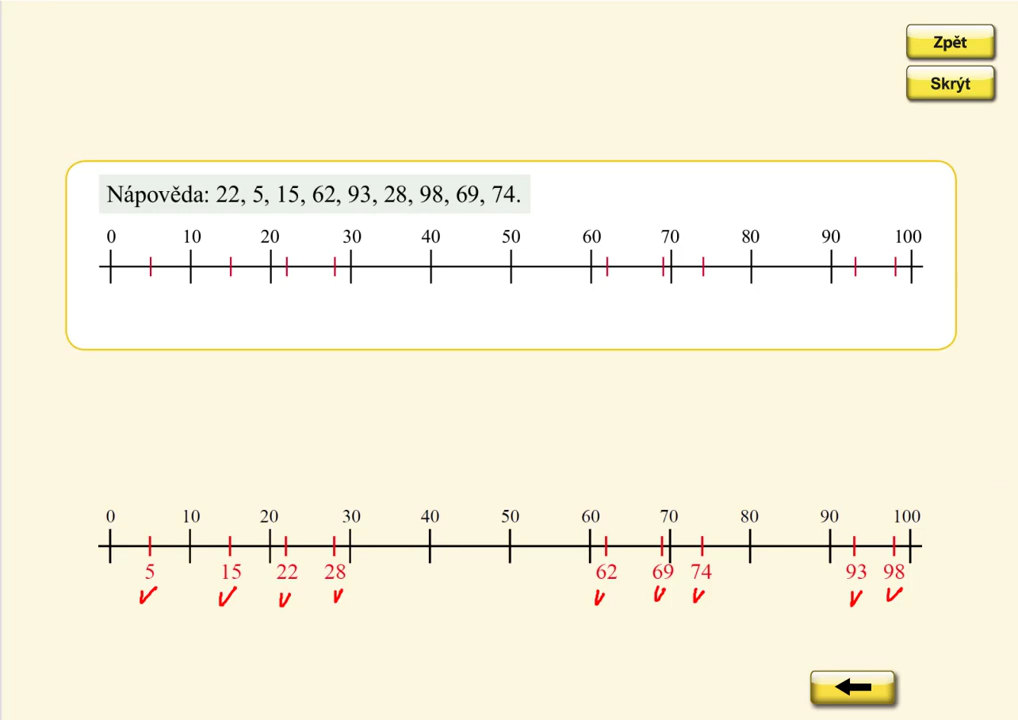 Zpět
Skrýt
Nápověda: 22, 5, 15, 62, 93, 28, 98, 69, 74.
0 10 20 30 40 50 60 70 80 90 100
0 10 20 30 40 50 60 70 80 90 100
5 15 22 28 62 69 74 93 98